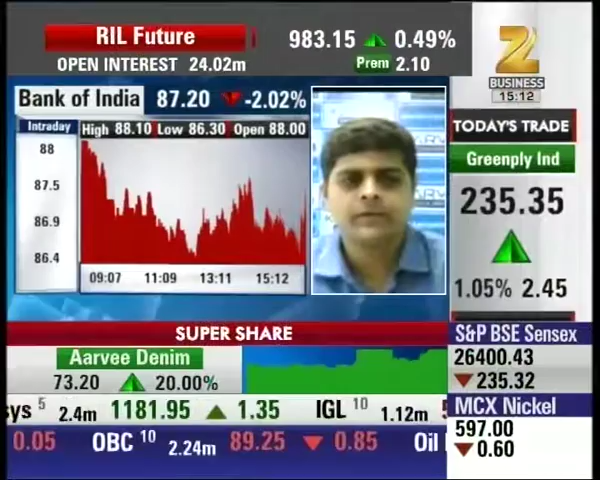 RIL Future
983.15 0.49%
OPEN INTEREST 24.02m
Prem 2.10
Z
BUSINESS
15:12
Bank of India 87.20 -2.02%
Intraday High 88.10 Low 86.30 Open 88.00
88
87.5
86.9
86.4
09:07 11:09 13:11 15:12
TODAY'S TRADE
Greenply Ind
235.35
1.05% 2.45
SUPER SHARE
Aarvee Denim
73.20 20.00%
S&P BSE Sensex
26400.43
235.32
MCX Nickel
597.00
0.60
sys 5 2.4m 1181.95 1.35 IGL 10 1.12m
0.05 OBC 10 2.24m 89.25 0.85 Oil